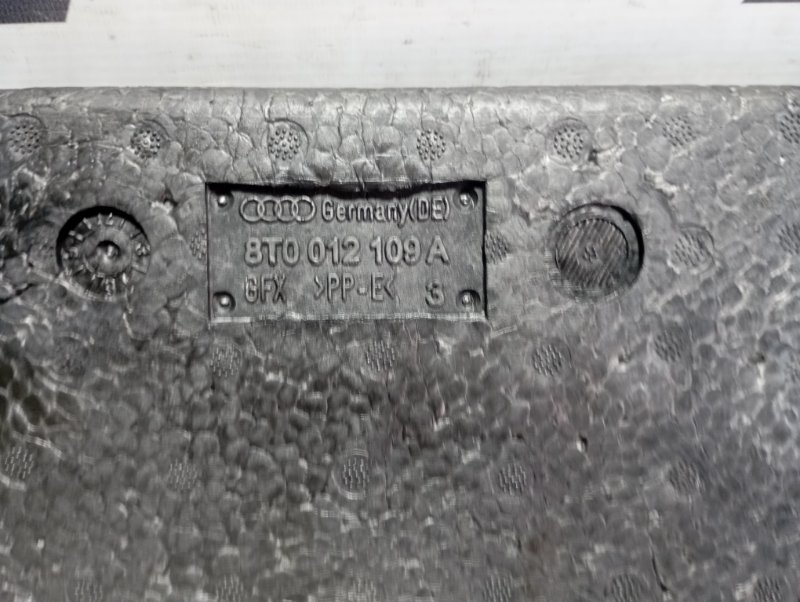 Germany(DE)
8T0 012 109 A
GFX >PP-E< 3